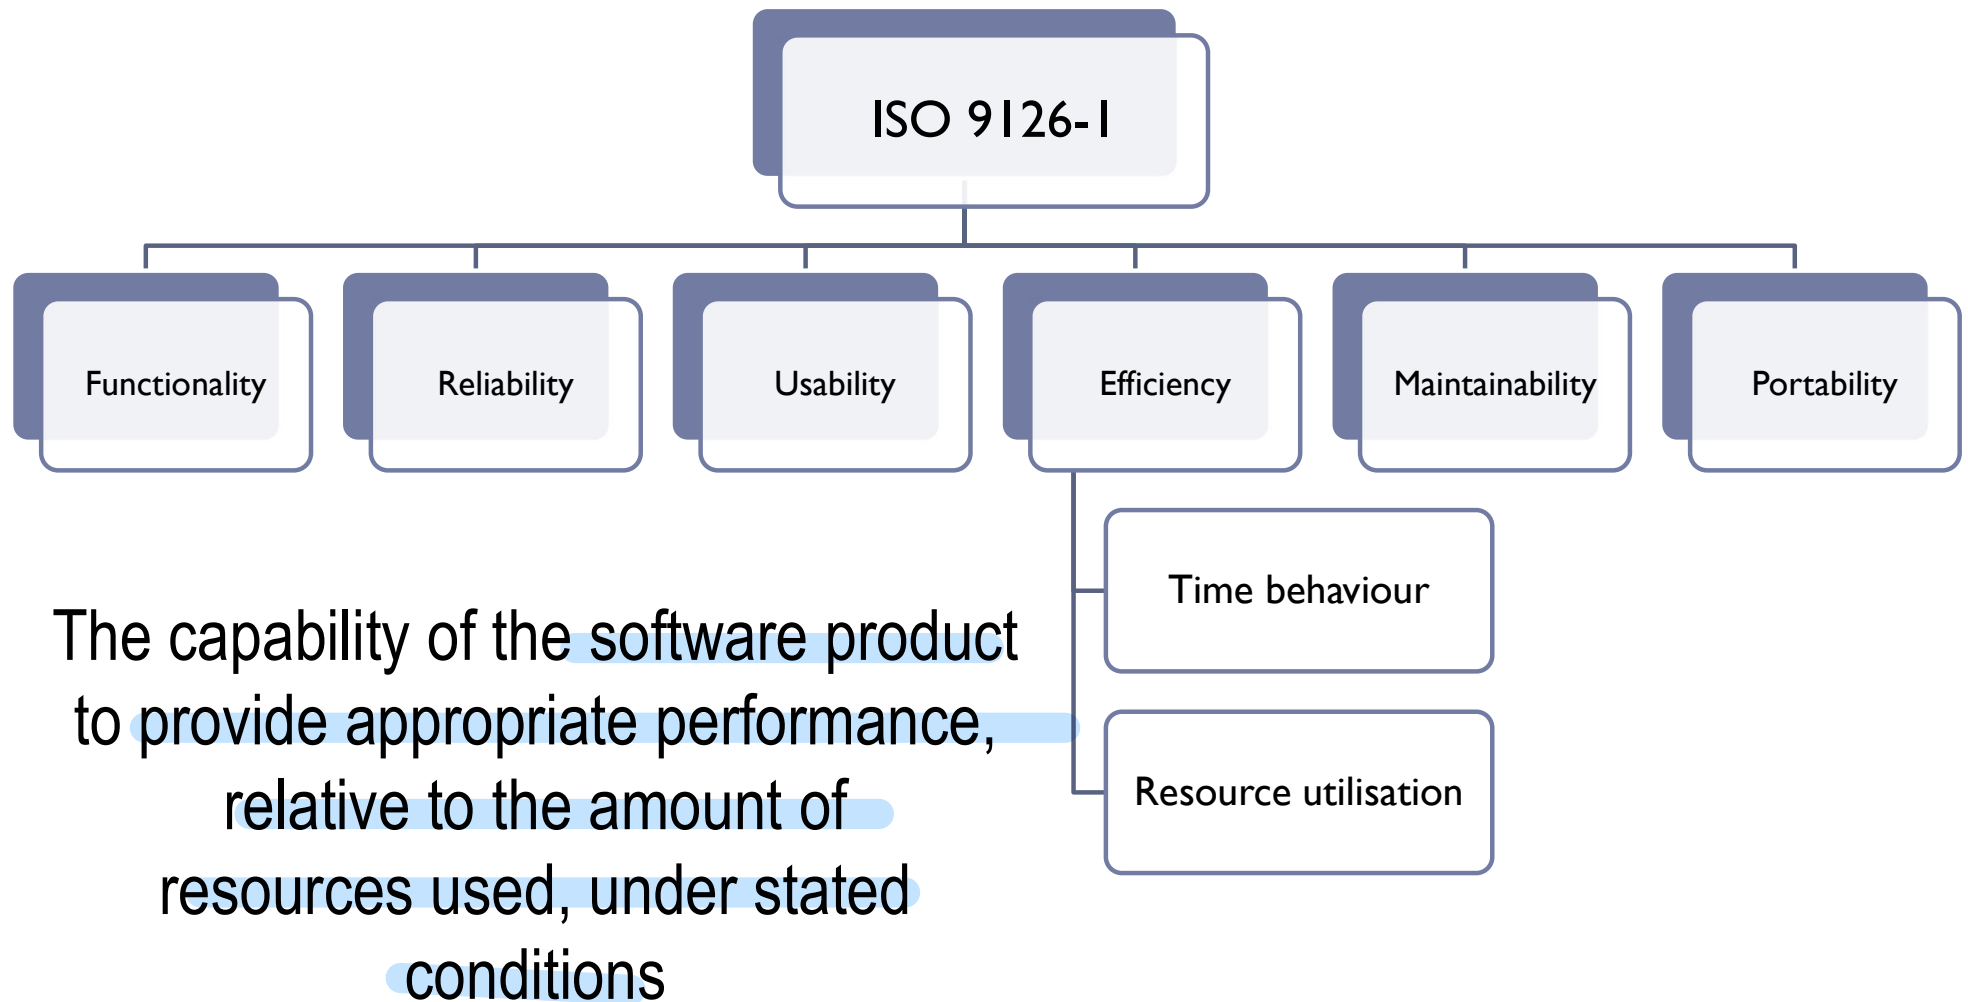 ISO 9126-1
Functionality
Reliability
Usability
Efficiency
Maintainability
Portability
Time behaviour
Resource utilisation
The capability of the software product
to provide appropriate performance,
relative to the amount of
resources used, under stated
conditions